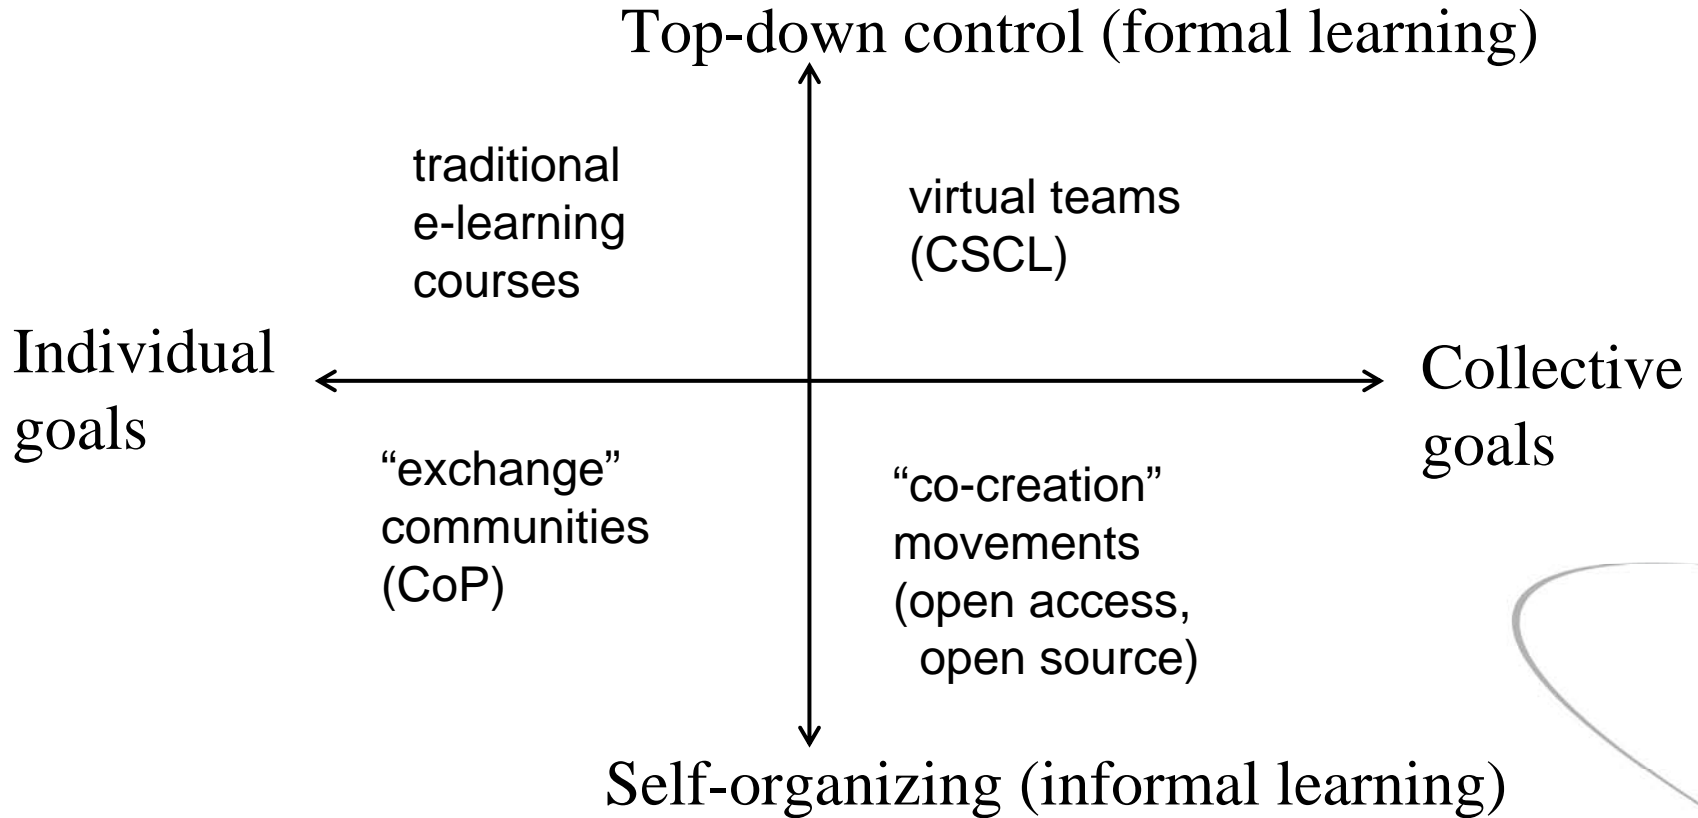 Top-down control (formal learning)
traditional
e-learning
courses
virtual teams
(CSCL)
Individual
goals
Collective
goals
“exchange”
communities
(CoP)
“co-creation”
movements
(open access,
open source)
Self-organizing (informal learning)